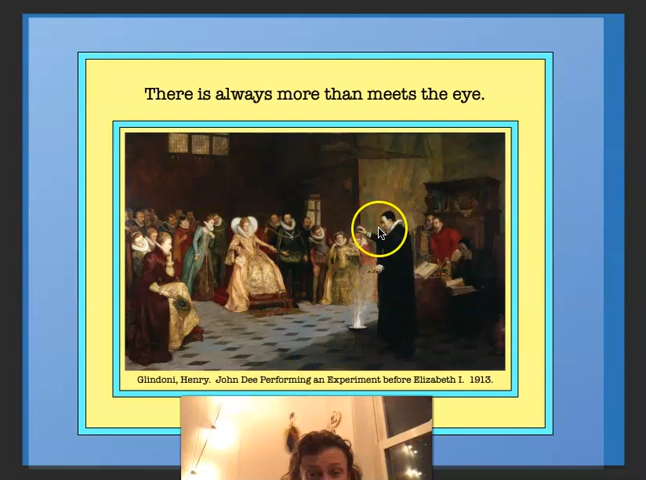 There is always more than meets the eye.
Glindoni, Henry.  John Dee Performing an Experiment before Elizabeth I.  1913.